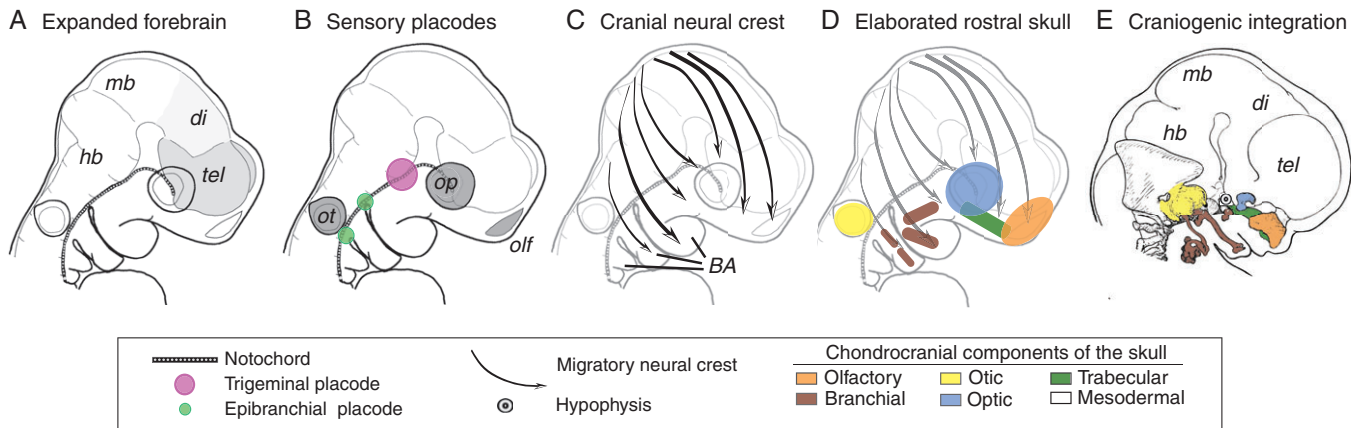 A Expanded forebrain
B Sensory placodes
C Cranial neural crest
D Elaborated rostral skull
E Craniogenic integration
mb
di
hb
tel
op
ot
olf
BA
mb
di
hb
tel
Notochord
Trigeminal placode
Epibranchial placode
Migratory neural crest
Hypophysis
Chondrocranial components of the skull
Olfactory
Otic
Trabecular
Branchial
Optic
Mesodermal